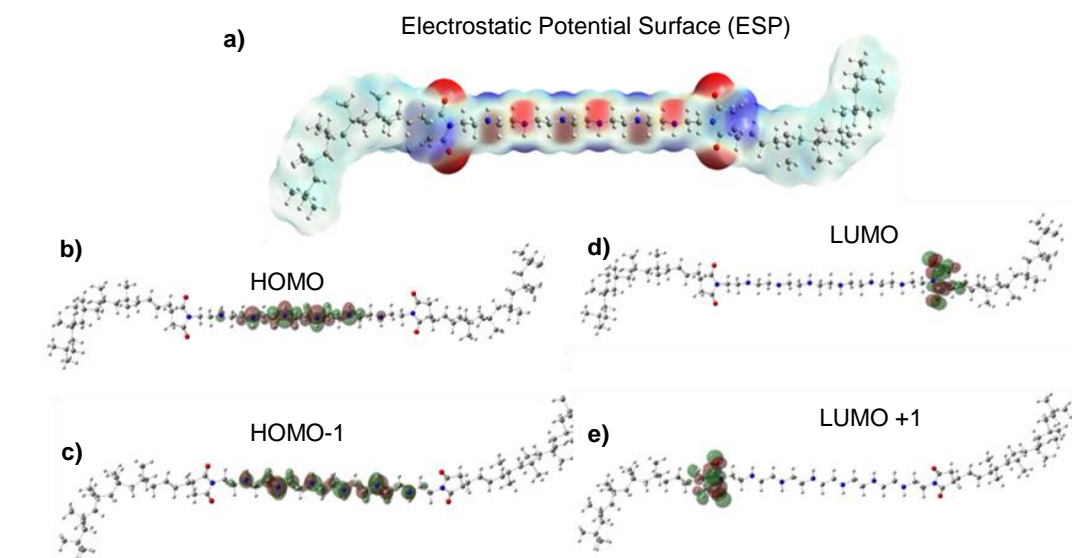 Electrostatic Potential Surface (ESP)
a)
b)
HOMO
d)
LUMO
c)
HOMO-1
e)
LUMO +1